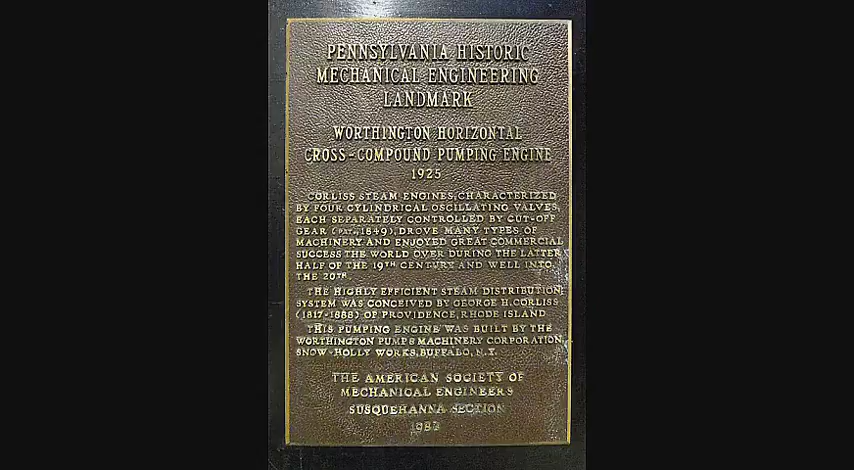 PENNSYLVANIA HISTORIC
MECHANICAL ENGINEERING
LANDMARK
WORTHINGTON HORIZONTAL
CROSS-COMPOUND PUMPING ENGINE
1925
CORLISS STEAM ENGINES, CHARACTERIZED
BY FOUR CYLINDRICAL OSCILLATING VALVES,
EACH SEPARATELY CONTROLLED BY CUT-OFF
GEAR (PAT., 1849), DROVE MANY TYPES OF
MACHINERY AND ENJOYED GREAT COMMERCIAL
SUCCESS THE WORLD OVER DURING THE LATTER
HALF OF THE 19TH CENTURY AND WELL INTO
THE 20TH
THE HIGHLY EFFICIENT STEAM DISTRIBUTION
SYSTEM WAS CONCEIVED BY GEORGE H. CORLISS
(1817-1888) OF PROVIDENCE, RHODE ISLAND
THIS PUMPING ENGINE WAS BUILT BY THE
WORTHINGTON PUMP & MACHINERY CORPORATION,
SNOW-HOLLY WORKS, BUFFALO, N.Y.
THE AMERICAN SOCIETY OF
MECHANICAL ENGINEERS
SUSQUEHANNA SECTION
1982